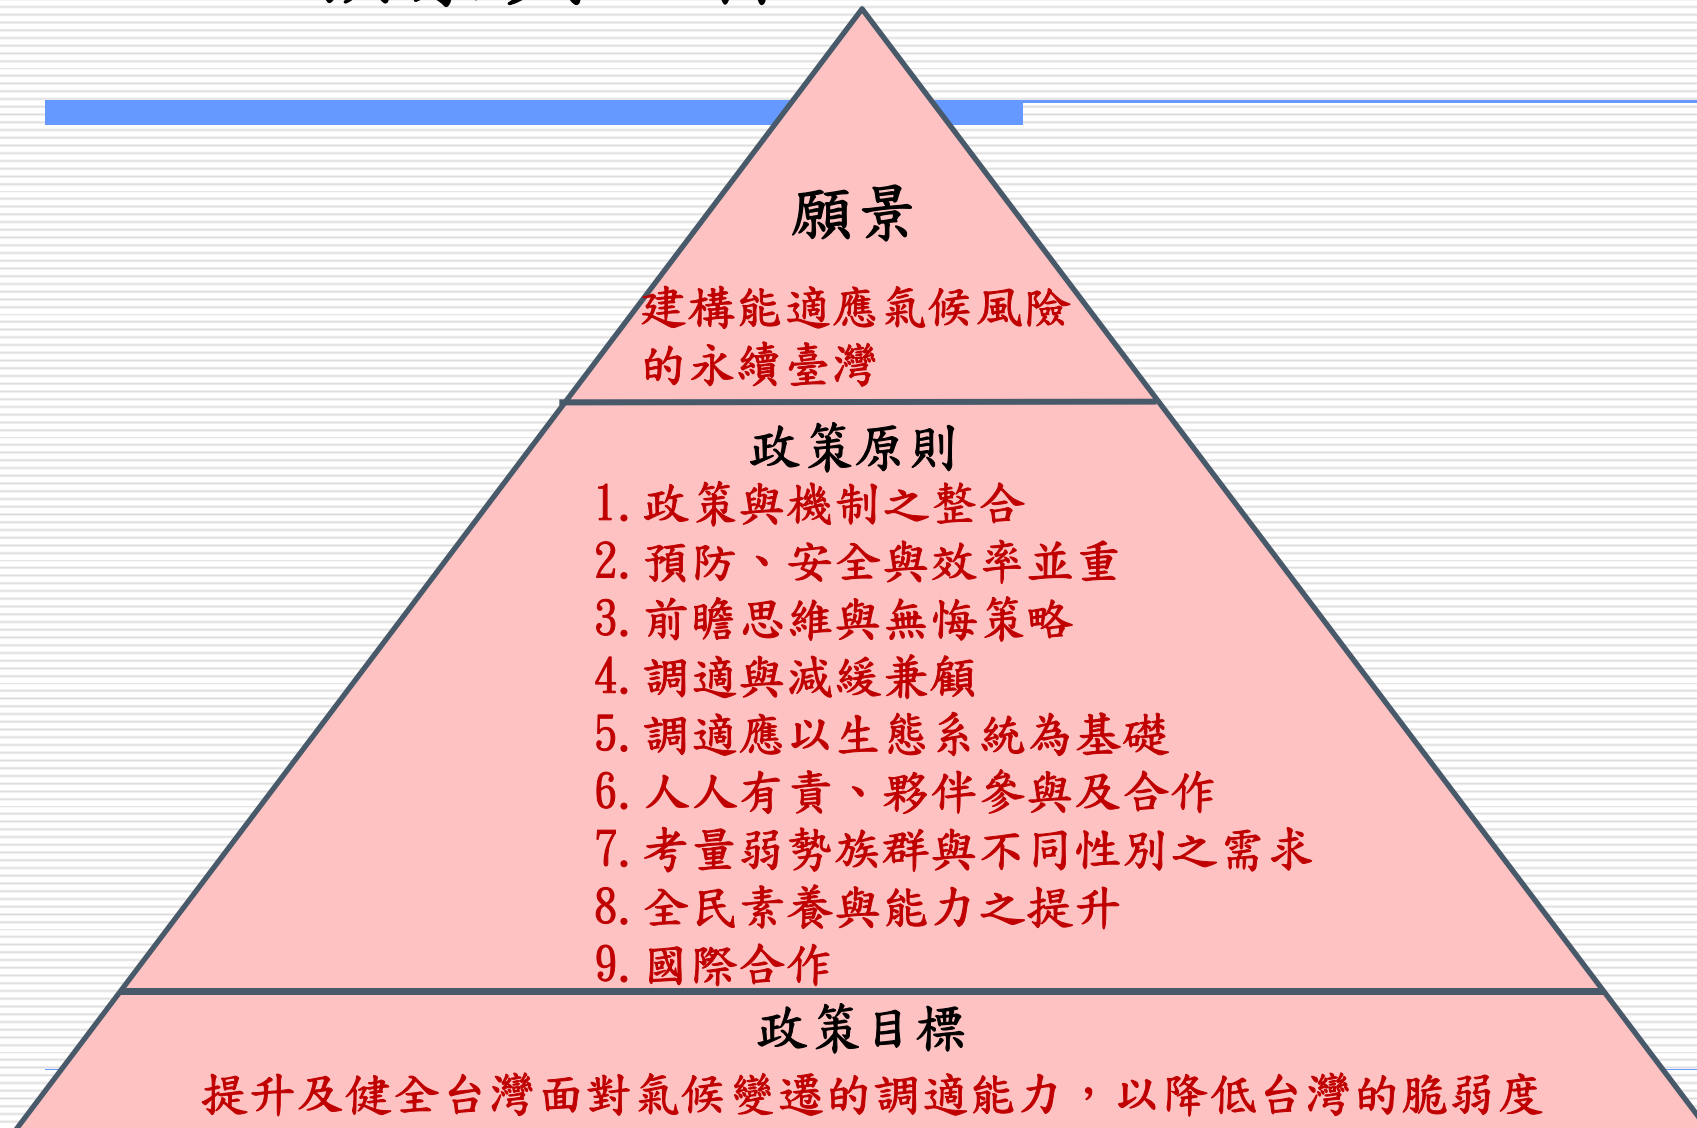 願景
建構能適應氣候風險
的永續臺灣
政策原則
1.政策與機制之整合
2.預防、安全與效率並重
3.前瞻思維與無悔策略
4.調適與減緩兼顧
5.調適應以生態系統為基礎
6.人人有責、夥伴參與及合作
7.考量弱勢族群與不同性別之需求
8.全民素養與能力之提升
9.國際合作
政策目標
提升及健全台灣面對氣候變遷的調適能力，以降低台灣的脆弱度